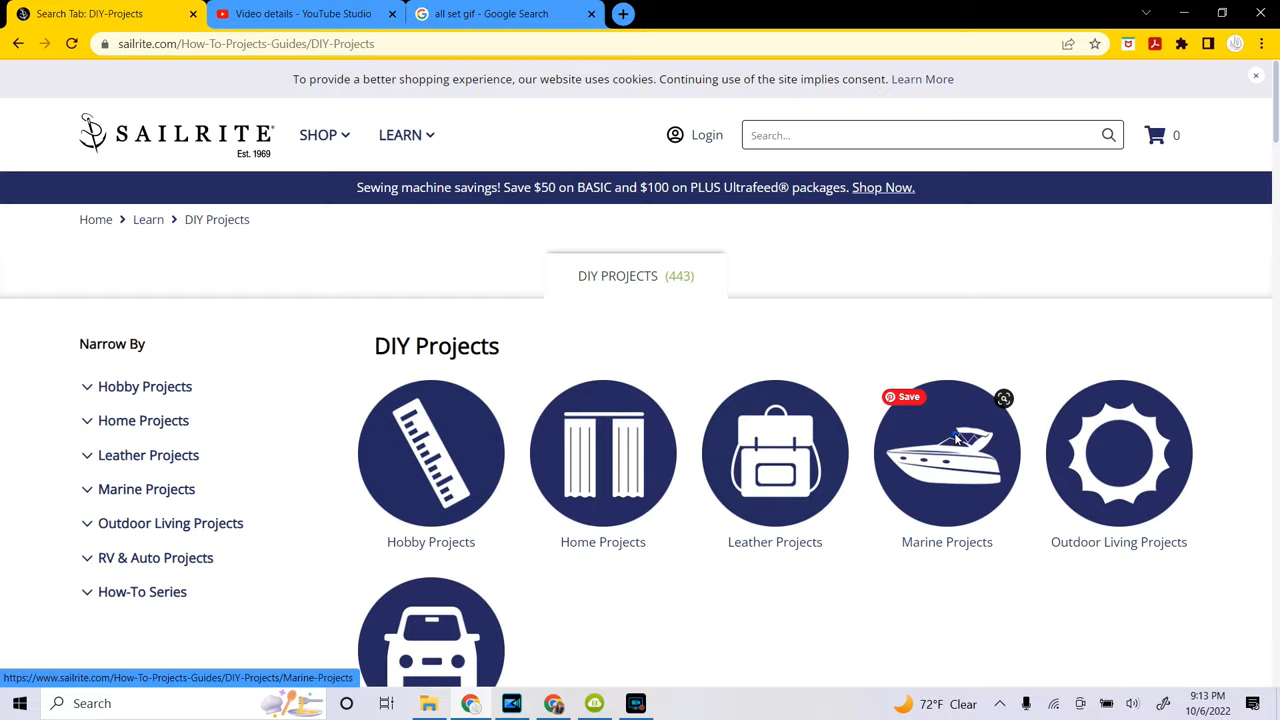 Search Tab: DIY-Projects
Video details - YouTube Studio
all set gif - Google Search
sailrite.com/How-To-Projects-Guides/DIY-Projects
To provide a better shopping experience, our website uses cookies. Continuing use of the site implies consent. Learn More
SAILRITE
Est. 1969
SHOP
LEARN
Login
Search...
0
Sewing machine savings! Save $50 on BASIC and $100 on PLUS Ultrafeed® packages. Shop Now.
Home
Learn
DIY Projects
DIY PROJECTS (443)
Narrow By
Hobby Projects
Home Projects
Leather Projects
Marine Projects
Outdoor Living Projects
RV & Auto Projects
How-To Series
DIY Projects
Save
Hobby Projects
Home Projects
Leather Projects
Marine Projects
Outdoor Living Projects
https://www.sailrite.com/How-To-Projects-Guides/DIY-Projects/Marine-Projects
Search
72°F Clear
9:13 PM
10/6/2022